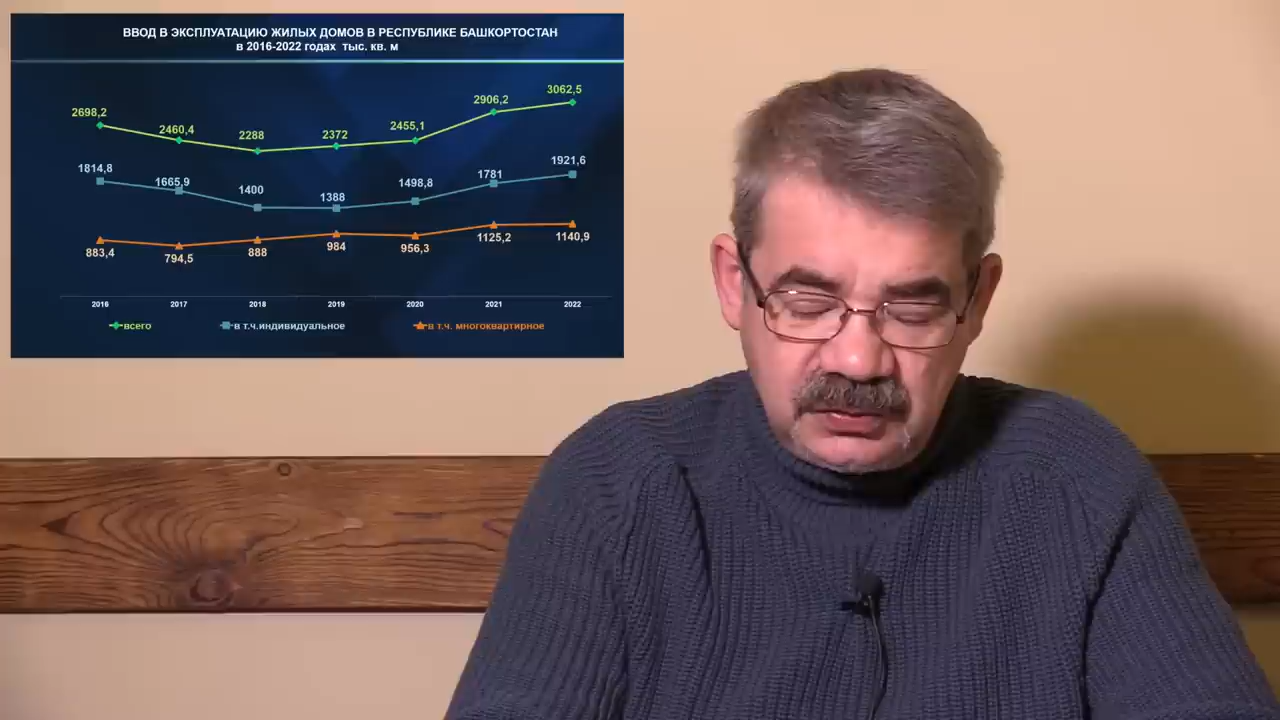 ВВОД В ЭКСПЛУАТАЦИЮ ЖИЛЫХ ДОМОВ В РЕСПУБЛИКЕ БАШКОРТОСТАН
в 2016-2022 годах тыс. кв. м
2698,2 2460,4 2288 2372 2455,1 2906,2 3062,5
1814,8 1665,9 1400 1388 1498,8 1781 1921,6
883,4 794,5 888 984 956,3 1125,2 1140,9
2016 2017 2018 2019 2020 2021 2022
всего в т.ч.индивидуальное в т.ч. многоквартирное